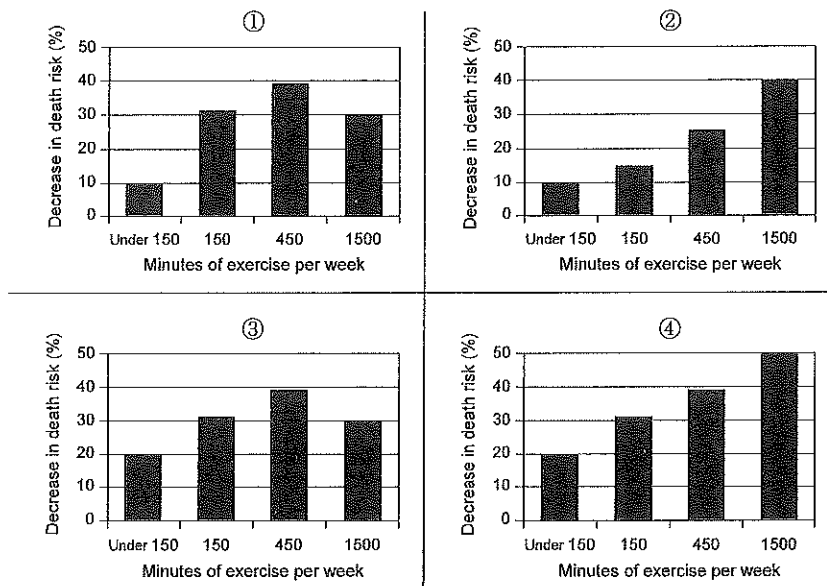 ①
Decrease in death risk (%)
50
40
30
20
10
0
Under 150 150 450 1500
Minutes of exercise per week
②
Decrease in death risk (%)
50
40
30
20
10
0
Under 150 150 450 1500
Minutes of exercise per week
③
Decrease in death risk (%)
50
40
30
20
10
0
Under 150 150 450 1500
Minutes of exercise per week
④
Decrease in death risk (%)
50
40
30
20
10
0
Under 150 150 450 1500
Minutes of exercise per week